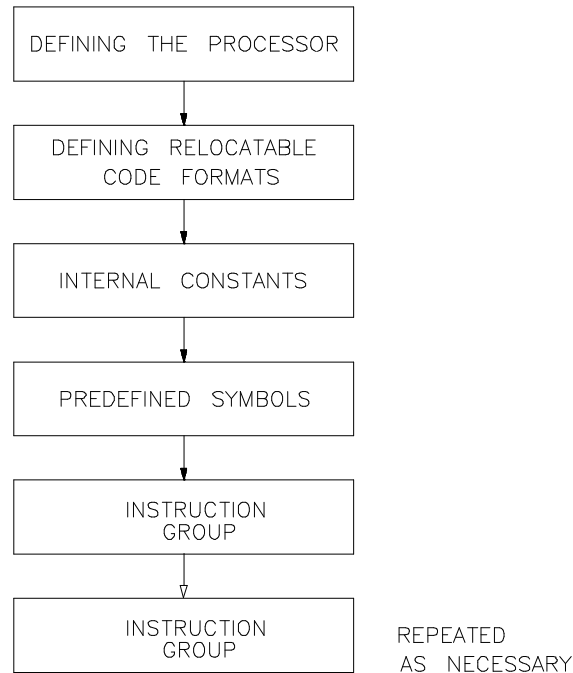 DEFINING THE PROCESSOR
DEFINING RELOCATABLE
CODE FORMATS
INTERNAL CONSTANTS
PREDEFINED SYMBOLS
INSTRUCTION
GROUP
INSTRUCTION
GROUP
REPEATED
AS NECESSARY